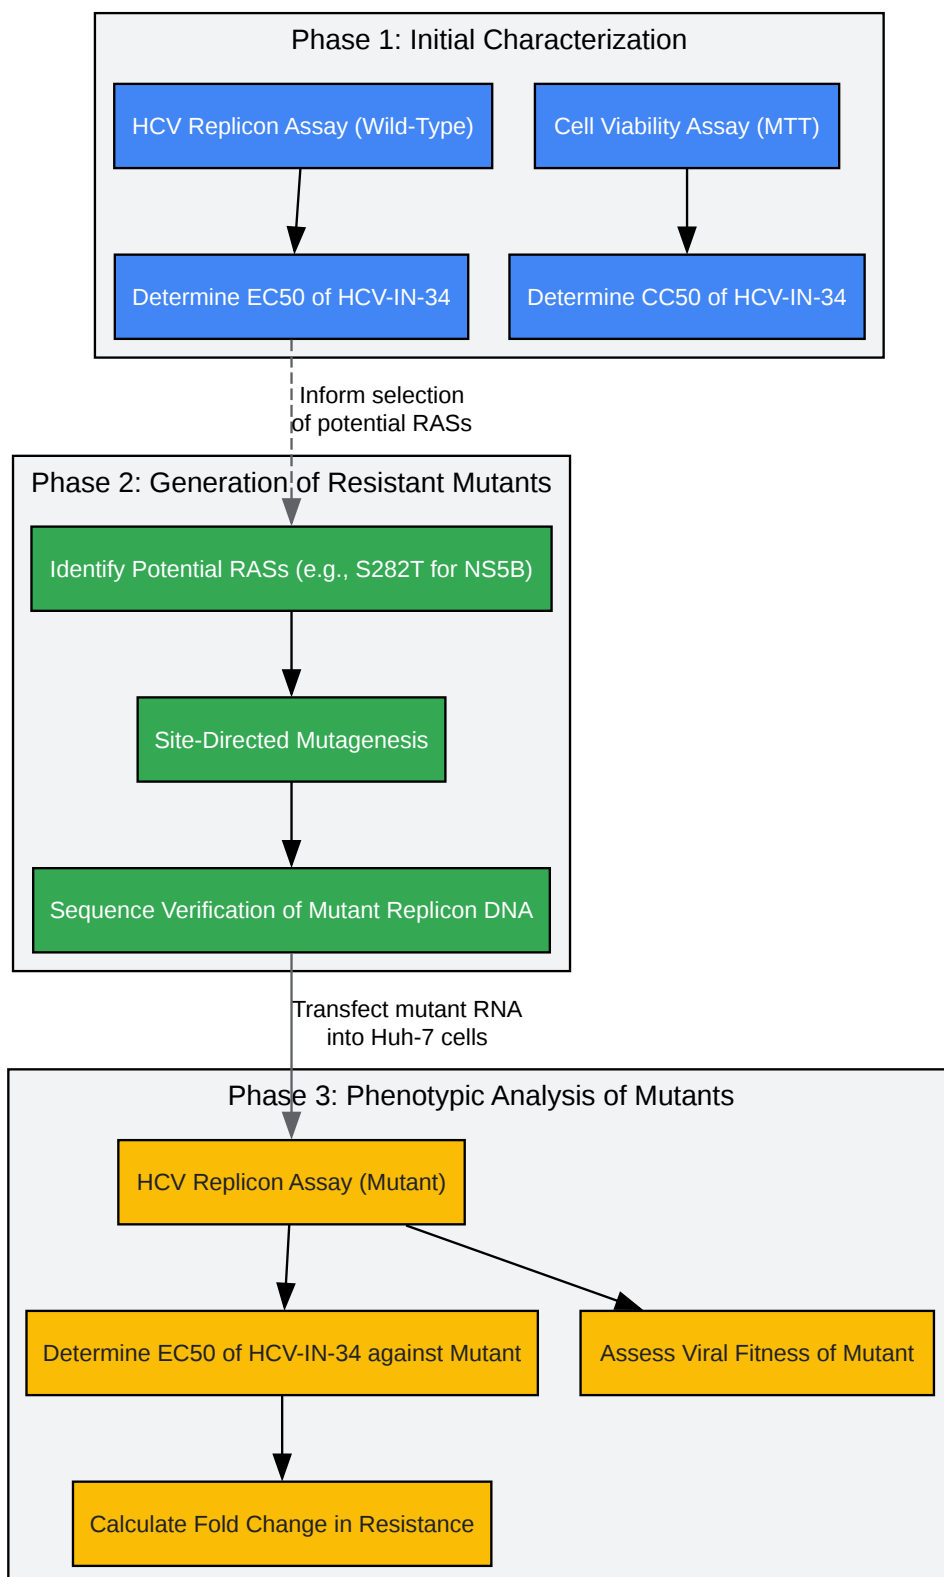 Phase 1: Initial Characterization
HCV Replicon Assay (Wild-Type)
Cell Viability Assay (MTT)
Determine EC50 of HCV-IN-34
Determine CC50 of HCV-IN-34
Inform selection
of potential RASs
Phase 2: Generation of Resistant Mutants
Identify Potential RASs (e.g., S282T for NS5B)
Site-Directed Mutagenesis
Sequence Verification of Mutant Replicon DNA
Transfect mutant RNA
into Huh-7 cells
Phase 3: Phenotypic Analysis of Mutants
HCV Replicon Assay (Mutant)
Determine EC50 of HCV-IN-34 against Mutant
Assess Viral Fitness of Mutant
Calculate Fold Change in Resistance